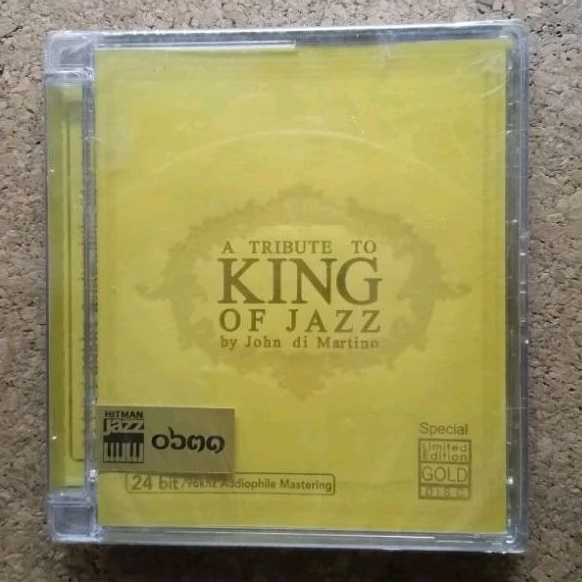 A TRIBUTE TO
KING
OF JAZZ
by John di Martino
HITMAN
Jazz
๐๖๓๑
Special
Limited
Edition
GOLD
DISC
24 bit/96khz Audiophile Mastering